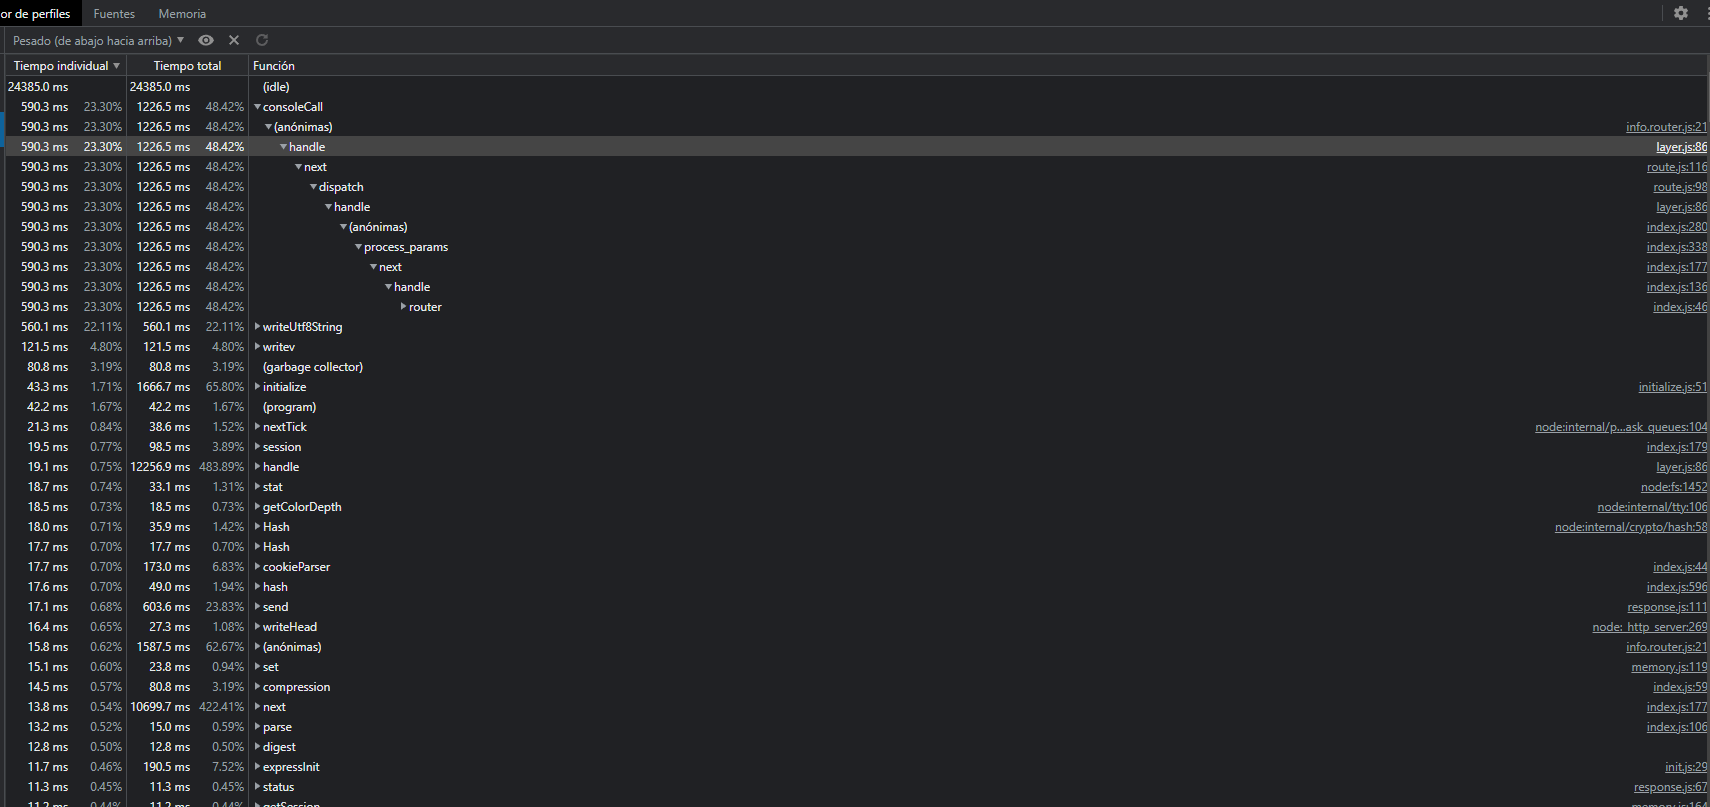 or de perfiles Fuentes Memoria
Pesado (de abajo hacia arriba)
Tiempo individual Tiempo total Función
24385.0 ms 24385.0 ms (idle)
590.3 ms 23.30% 1226.5 ms 48.42% consoleCall
590.3 ms 23.30% 1226.5 ms 48.42% (anónimas) info.router.js:21
590.3 ms 23.30% 1226.5 ms 48.42% handle layer.js:86
590.3 ms 23.30% 1226.5 ms 48.42% next route.js:116
590.3 ms 23.30% 1226.5 ms 48.42% dispatch route.js:98
590.3 ms 23.30% 1226.5 ms 48.42% handle layer.js:86
590.3 ms 23.30% 1226.5 ms 48.42% (anónimas) index.js:280
590.3 ms 23.30% 1226.5 ms 48.42% process_params index.js:338
590.3 ms 23.30% 1226.5 ms 48.42% next index.js:177
590.3 ms 23.30% 1226.5 ms 48.42% handle index.js:136
590.3 ms 23.30% 1226.5 ms 48.42% router index.js:46
560.1 ms 22.11% 560.1 ms 22.11% writeUtf8String
121.5 ms 4.80% 121.5 ms 4.80% writev
80.8 ms 3.19% 80.8 ms 3.19% (garbage collector)
43.3 ms 1.71% 1666.7 ms 65.80% initialize initialize.js:51
42.2 ms 1.67% 42.2 ms 1.67% (program)
21.3 ms 0.84% 38.6 ms 1.52% nextTick node:internal/p...ask_queues:104
19.5 ms 0.77% 98.5 ms 3.89% session index.js:179
19.1 ms 0.75% 12256.9 ms 483.89% handle layer.js:86
18.7 ms 0.74% 33.1 ms 1.31% stat node:fs:1452
18.5 ms 0.73% 18.5 ms 0.73% getColorDepth node:internal/tty:106
18.0 ms 0.71% 35.9 ms 1.42% Hash node:internal/crypto/hash:58
17.7 ms 0.70% 17.7 ms 0.70% Hash
17.7 ms 0.70% 173.0 ms 6.83% cookieParser index.js:44
17.6 ms 0.70% 49.0 ms 1.94% hash index.js:596
17.1 ms 0.68% 603.6 ms 23.83% send response.js:111
16.4 ms 0.65% 27.3 ms 1.08% writeHead node:_http_server:269
15.8 ms 0.62% 1587.5 ms 62.67% (anónimas) info.router.js:21
15.1 ms 0.60% 23.8 ms 0.94% set memory.js:119
14.5 ms 0.57% 80.8 ms 3.19% compression index.js:59
13.8 ms 0.54% 10699.7 ms 422.41% next index.js:177
13.2 ms 0.52% 15.0 ms 0.59% parse index.js:106
12.8 ms 0.50% 12.8 ms 0.50% digest
11.7 ms 0.46% 190.5 ms 7.52% expressInit init.js:29
11.3 ms 0.45% 11.3 ms 0.45% status response.js:67
11.2 ms 0.44% 11.2 ms 0.44% getSession memory.js:164